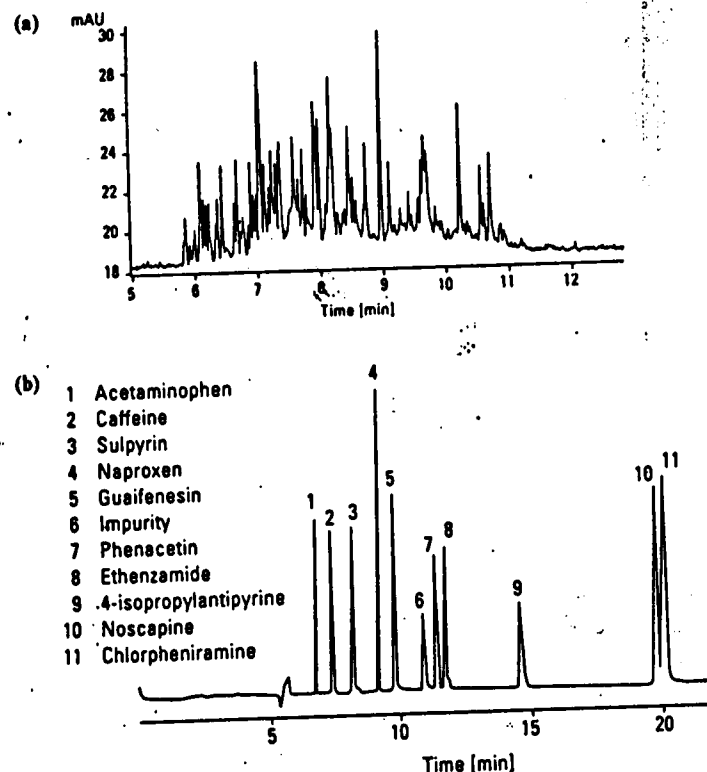 (a)
mAU
30
28
26
24
22
20
18
5 6 7 8 9 10 11 12
Time [min]
(b)
1 Acetaminophen
2 Caffeine
3 Sulpyrin
4 Naproxen
5 Guaifenesin
6 Impurity
7 Phenacetin
8 Ethenzamide
9 .4-isopropylantipyrine
10 Noscapine
11 Chlorpheniramine
1 2 3 4 5 6 7 8 9 10 11
5 10 15 20
Time [min]